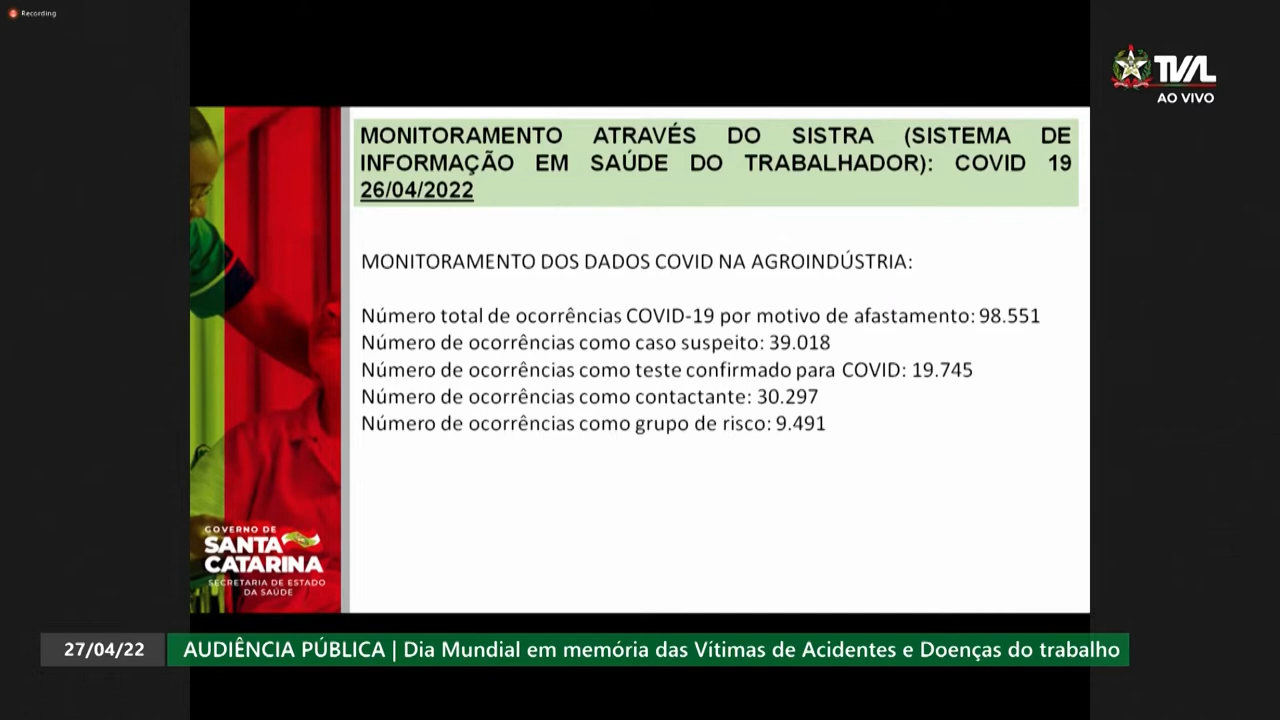 Recording
TVAL
AO VIVO
MONITORAMENTO ATRAVÉS DO SISTRA (SISTEMA DE
INFORMAÇÃO EM SAÚDE DO TRABALHADOR): COVID 19
26/04/2022
MONITORAMENTO DOS DADOS COVID NA AGROINDÚSTRIA:
Número total de ocorrências COVID-19 por motivo de afastamento: 98.551
Número de ocorrências como caso suspeito: 39.018
Número de ocorrências como teste confirmado para COVID: 19.745
Número de ocorrências como contactante: 30.297
Número de ocorrências como grupo de risco: 9.491
GOVERNO DE
SANTA
CATARINA
SECRETARIA DE ESTADO
DA SAÚDE
27/04/22 AUDIÊNCIA PÚBLICA | Dia Mundial em memória das Vítimas de Acidentes e Doenças do trabalho